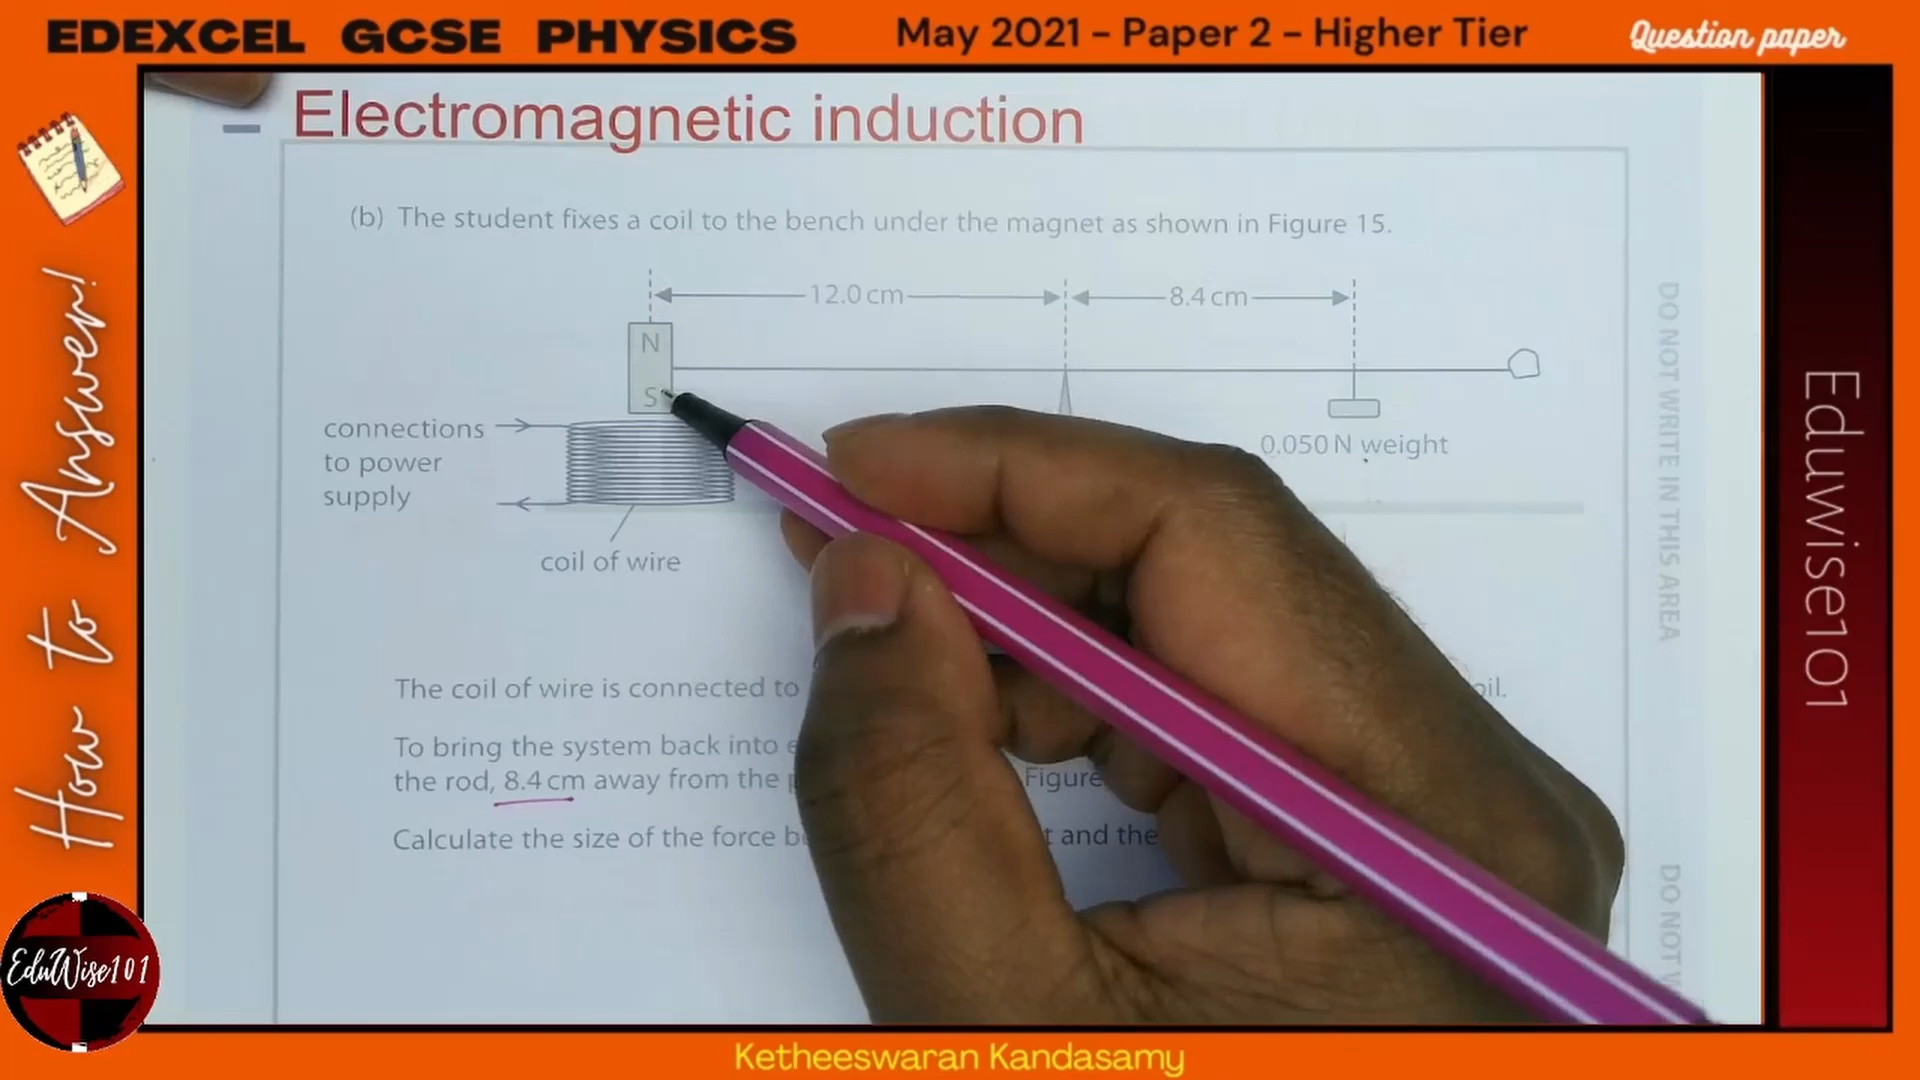 EDEXCEL GCSE PHYSICS
May 2021 - Paper 2 - Higher Tier
Question paper
Electromagnetic induction
(b) The student fixes a coil to the bench under the magnet as shown in Figure 15.
12.0 cm
8.4 cm
N
S
connections
to power
supply
0.050 N weight
coil of wire
The coil of wire is connected to
To bring the system back into
the rod, 8.4 cm away from the
Figure
Calculate the size of the force
and the
DO NOT WRITE IN THIS AREA
DO NOT
How to Answer!
Eduwise101
EduWise101
Ketheeswaran Kandasamy